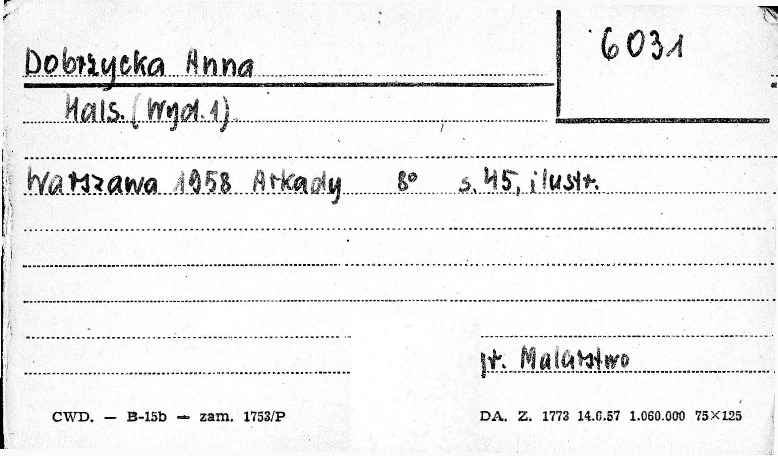 6031
Dobrzycka Anna
Hals. (Wyd. 1)
Warszawa 1958 Arkady 8° s. 45, ilustr.
gr. Malarstwo
CWD. — B-15b — zam. 1753/P DA. Z. 1773 14.6.57 1.060.000 75×125